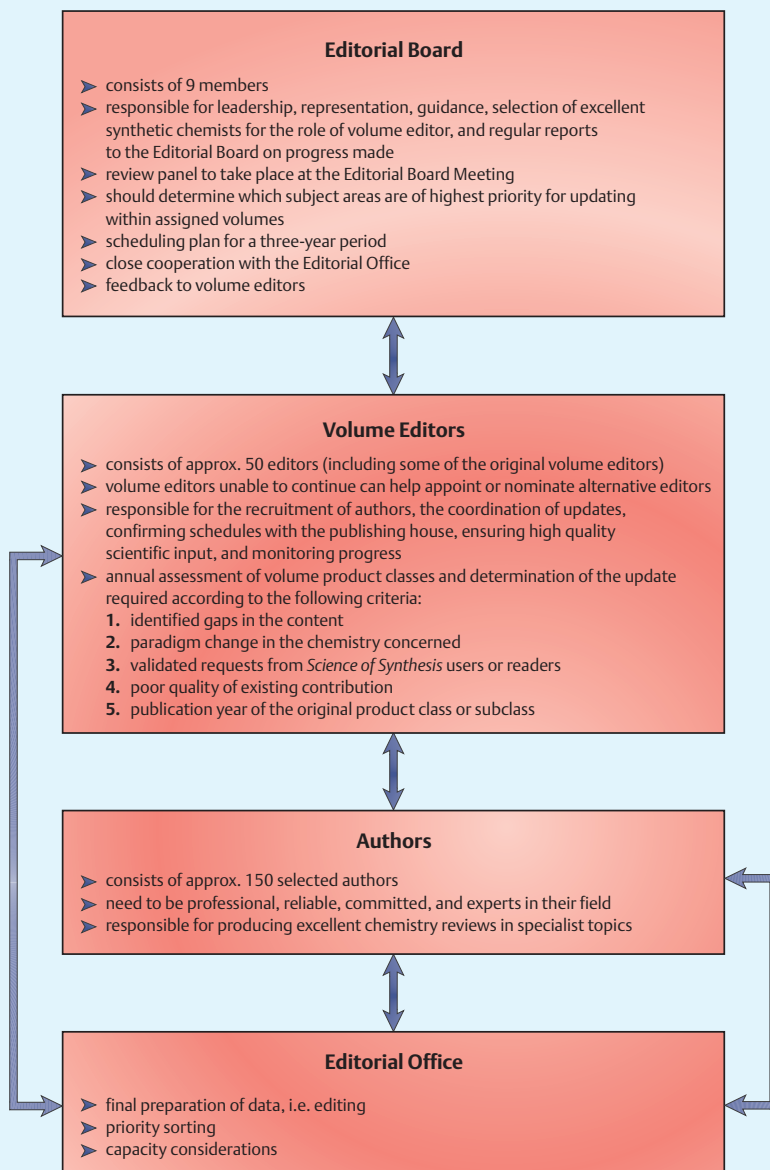 Editorial Board
➤ consists of 9 members
➤ responsible for leadership, representation, guidance, selection of excellent
synthetic chemists for the role of volume editor, and regular reports
to the Editorial Board on progress made
➤ review panel to take place at the Editorial Board Meeting
➤ should determine which subject areas are of highest priority for updating
within assigned volumes
➤ scheduling plan for a three-year period
➤ close cooperation with the Editorial Office
➤ feedback to volume editors
Volume Editors
➤ consists of approx. 50 editors (including some of the original volume editors)
➤ volume editors unable to continue can help appoint or nominate alternative editors
➤ responsible for the recruitment of authors, the coordination of updates,
confirming schedules with the publishing house, ensuring high quality
scientific input, and monitoring progress
➤ annual assessment of volume product classes and determination of the update
required according to the following criteria:
1. identified gaps in the content
2. paradigm change in the chemistry concerned
3. validated requests from Science of Synthesis users or readers
4. poor quality of existing contribution
5. publication year of the original product class or subclass
Authors
➤ consists of approx. 150 selected authors
➤ need to be professional, reliable, committed, and experts in their field
➤ responsible for producing excellent chemistry reviews in specialist topics
Editorial Office
➤ final preparation of data, i.e. editing
➤ priority sorting
➤ capacity considerations